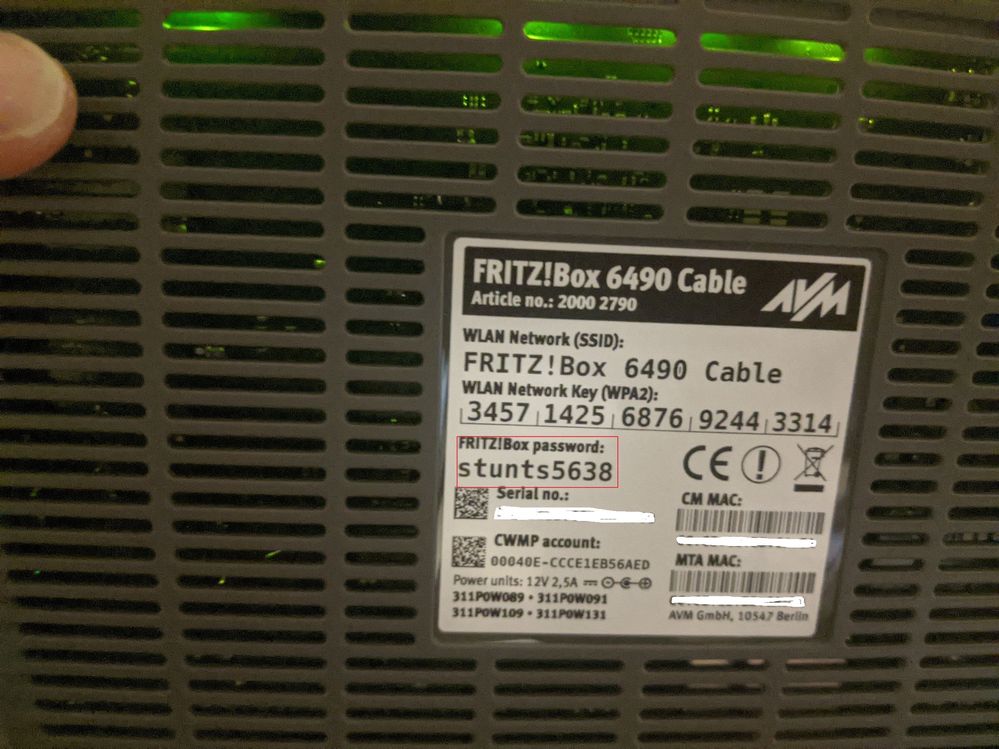 FRITZ!Box 6490 Cable
Article no.: 2000 2790
AVM
WLAN Network (SSID):
FRITZ!Box 6490 Cable
WLAN Network Key (WPA2):
3457 1425 6876 9244 3314
FRITZ!Box password:
stunts5638
Serial no.:
CWMP account:
00040E-CCCE1EB56AED
Power units: 12V 2,5A
311P0W089 • 311P0W091
311P0W109 • 311P0W131
CE
CM MAC:
MTA MAC:
AVM GmbH, 10547 Berlin